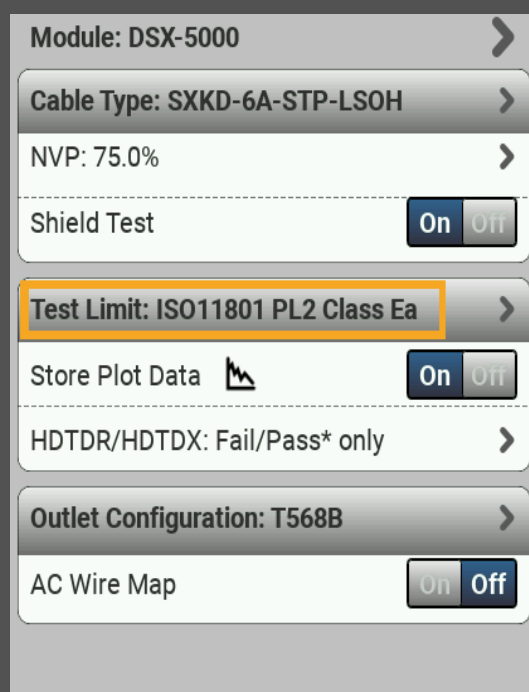 Module: DSX-5000
Cable Type: SXKD-6A-STP-LSOH
NVP: 75.0%
Shield Test On Off
Test Limit: ISO11801 PL2 Class Ea
Store Plot Data On Off
HDTDR/HDTDX: Fail/Pass* only
Outlet Configuration: T568B
AC Wire Map On Off